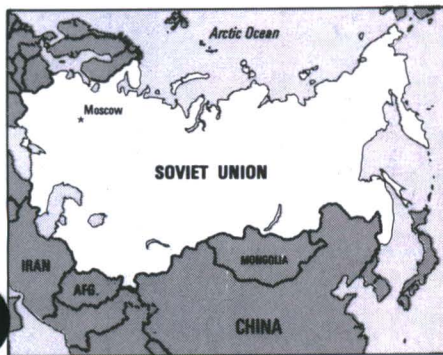 Arctic Ocean
Moscow
SOVIET UNION
IRAN
AFG.
MONGOLIA
CHINA